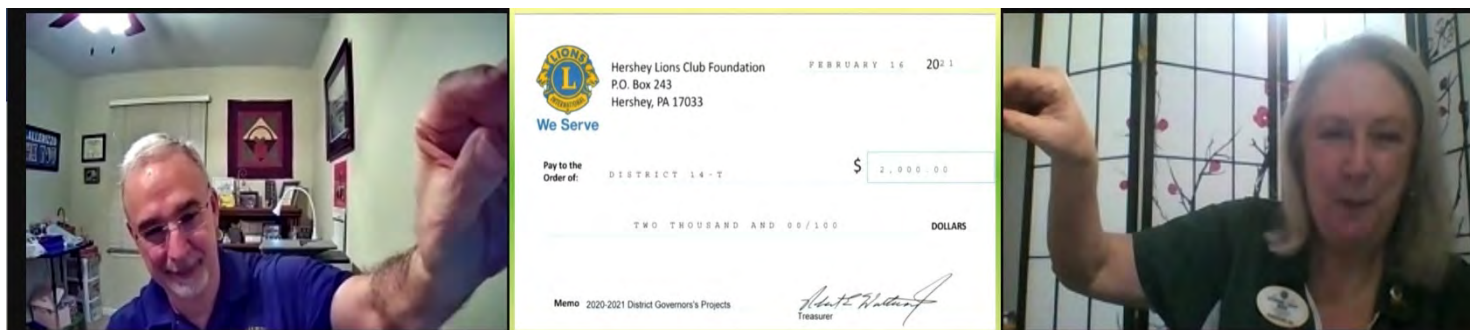 LIONS
L
INTERNATIONAL
We Serve
Hershey Lions Club Foundation
P.O. Box 243
Hershey, PA 17033
FEBRUARY 16 2021
Pay to the
Order of:
DISTRICT 14-T
$ 2,000.00
TWO THOUSAND AND 00/100 DOLLARS
Memo 2020-2021 District Governors's Projects
Treasurer